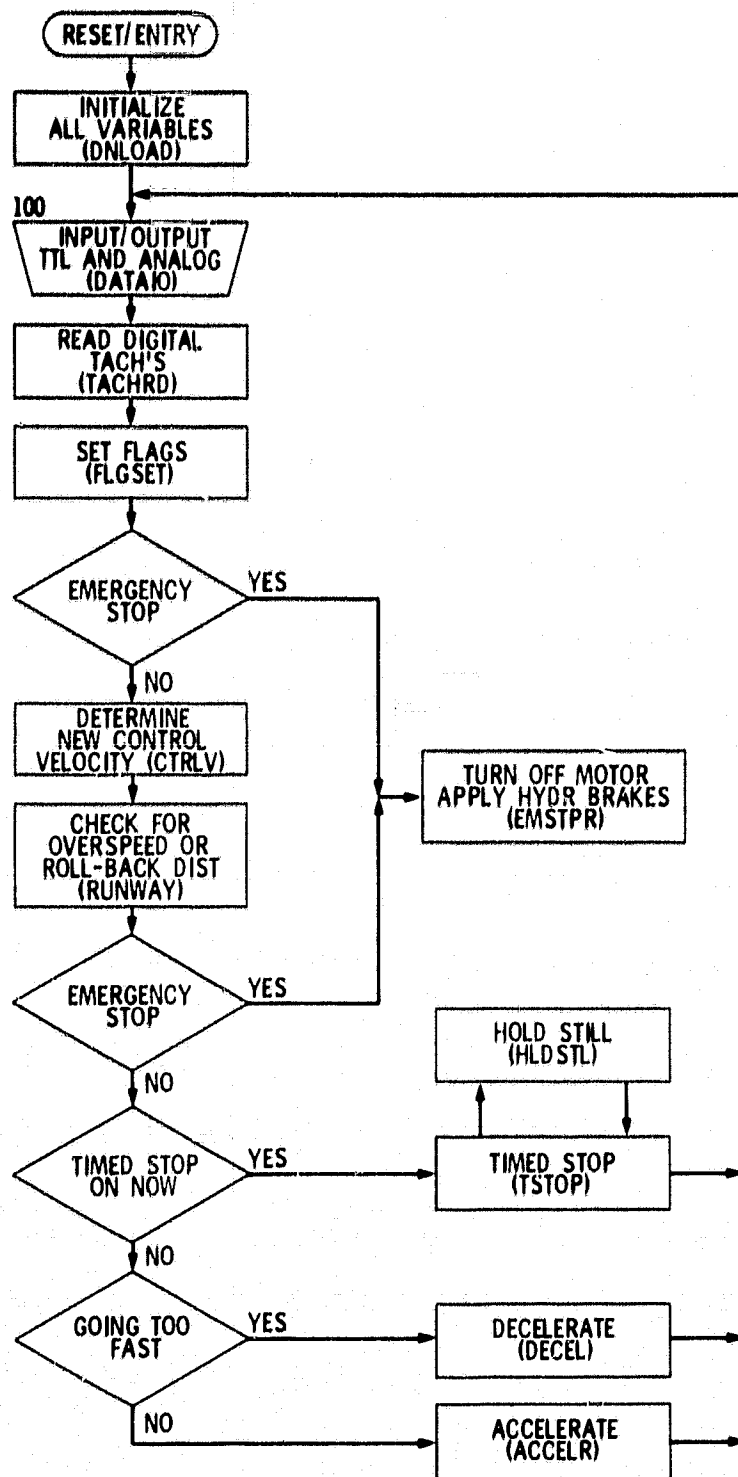 RESET/ENTRY
INITIALIZE
ALL VARIABLES
(DNLOAD)
100
INPUT/OUTPUT
TTL AND ANALOG
(DATAIO)
READ DIGITAL
TACH'S
(TACHRD)
SET FLAGS
(FLGSET)
EMERGENCY
STOP
YES
NO
DETERMINE
NEW CONTROL
VELOCITY (CTRLV)
TURN OFF MOTOR
APPLY HYDR BRAKES
(EMSTPR)
CHECK FOR
OVERSPEED OR
ROLL-BACK DIST
(RUNWAY)
EMERGENCY
STOP
YES
NO
HOLD STILL
(HLDSTL)
TIMED STOP
ON NOW
YES
TIMED STOP
(TSTOP)
NO
GOING TOO
FAST
YES
DECELERATE
(DECEL)
NO
ACCELERATE
(ACCELR)